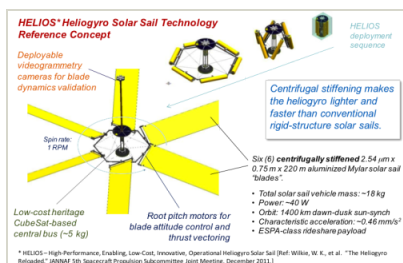 HELIOS* Heliogyro Solar Sail Technology
Reference Concept
HELIOS
deployment
sequence
Deployable
videogrammetry
cameras for blade
dynamics validation
Centrifugal stiffening makes
the heliogyro lighter and
faster than conventional
rigid-structure solar sails.
Spin rate:
1 RPM
Six (6) centrifugally stiffened 2.54 μm x
0.75 m x 220 m aluminized Mylar solar sail
"blades".
• Total solar sail vehicle mass: ~18 kg
• Power: ~40 W
• Orbit: 1400 km dawn-dusk sun-synch
• Characteristic acceleration: ~0.46 mm/s²
• ESPA-class rideshare payload
Low-cost heritage
CubeSat-based
central bus (~5 kg)
Root pitch motors for
blade attitude control and
thrust vectoring
* HELIOS – High-Performance, Enabling, Low-Cost, Innovative, Operational Heliogyro Solar Sail [Ref: Wilkie, W. K., et al. "The Heliogyro
Reloaded." JANNAF 5th Spacecraft Propulsion Subcommittee Joint Meeting, December 2011.]